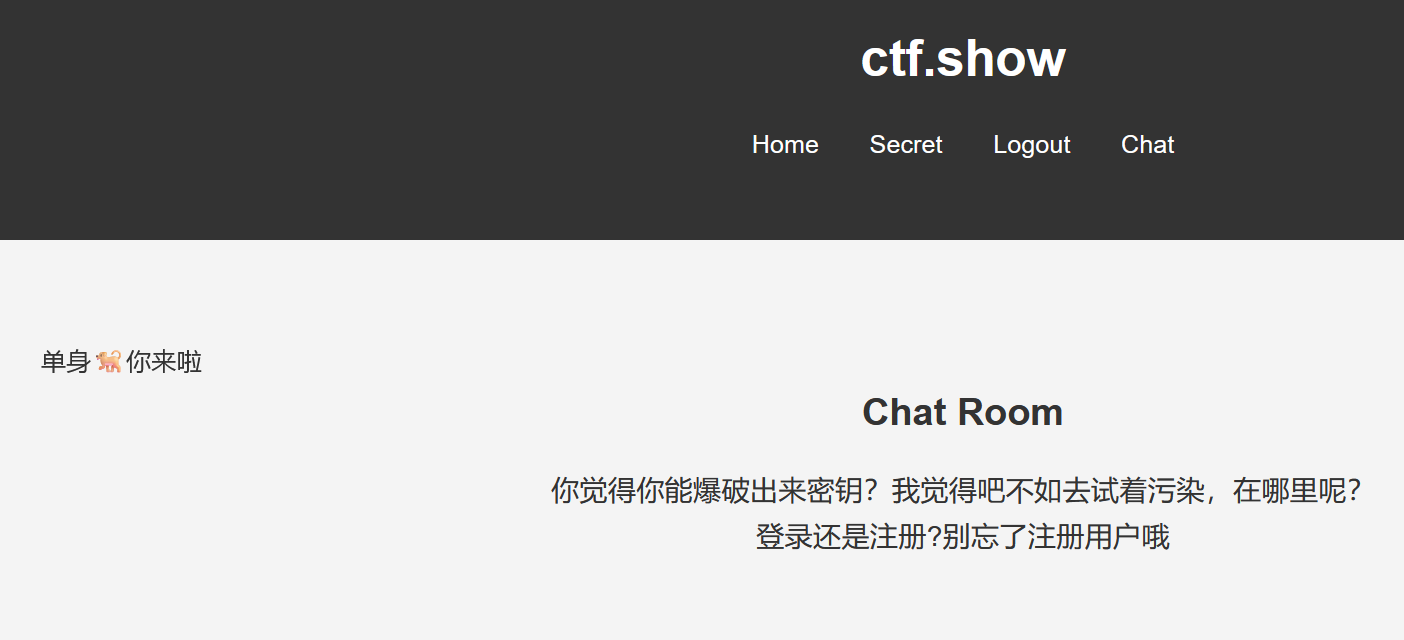 ctf.show
Home Secret Logout Chat
单身🐕你来啦
Chat Room
你觉得你能爆破出来密钥？我觉得吧不如去试着污染，在哪里呢？
登录还是注册?别忘了注册用户哦